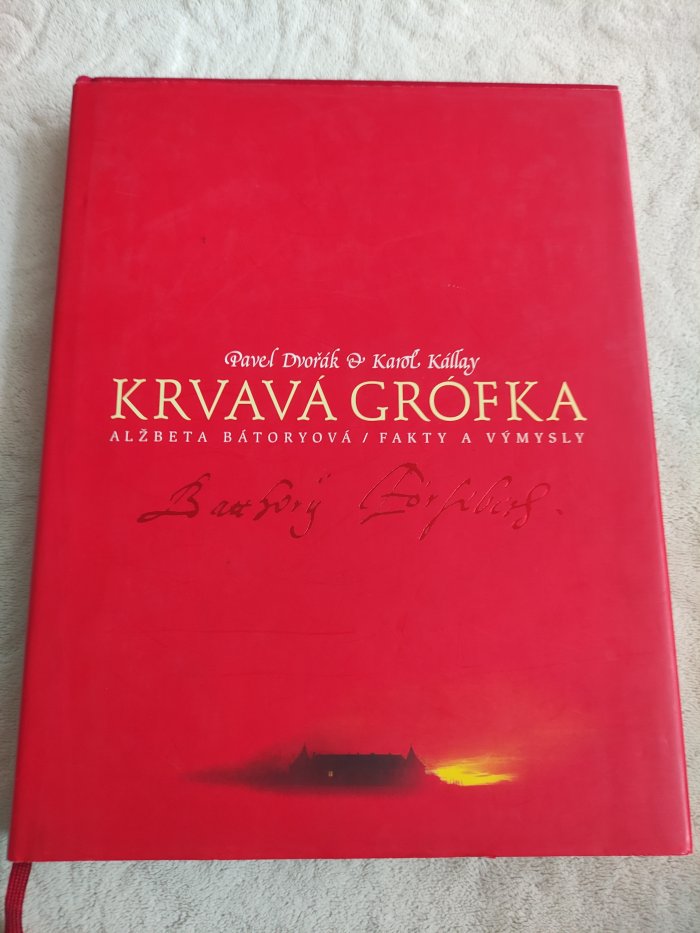 Pavel Dvořák & Karol Kállay
KRVAVÁ GRÓFKA
ALŽBETA BÁTORYOVÁ / FAKTY A VÝMYSLY